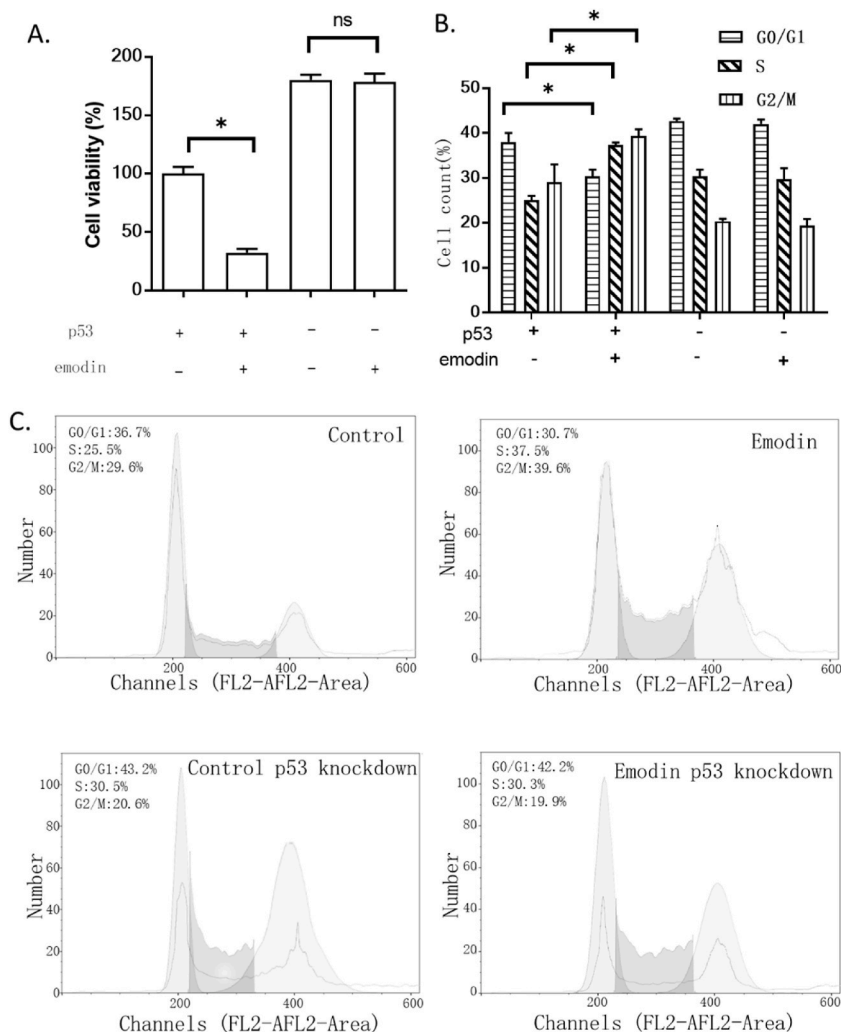 A.
ns
*
200
150
100
50
0
Cell viability (%)
p53 + + – –
emodin – + – +
B.
G0/G1
S
G2/M
*
*
*
50
40
30
20
10
0
Cell count(%)
p53 + + - -
emodin - + - +
C.
Control
G0/G1:36.7%
S:25.5%
G2/M:29.6%
100
80
60
40
20
0
Number
200 400 600
Channels (FL2-AFL2-Area)
Emodin
G0/G1:30.7%
S:37.5%
G2/M:39.6%
100
80
60
40
20
0
Number
0 200 400 600
Channels (FL2-AFL2-Area)
Control p53 knockdown
G0/G1:43.2%
S:30.5%
G2/M:20.6%
100
80
60
40
20
0
Number
0 200 400 600
Channels (FL2-AFL2-Area)
Emodin p53 knockdown
G0/G1:42.2%
S:30.3%
G2/M:19.9%
100
80
60
40
20
0
Number
0 200 400 600
Channels (FL2-AFL2-Area)